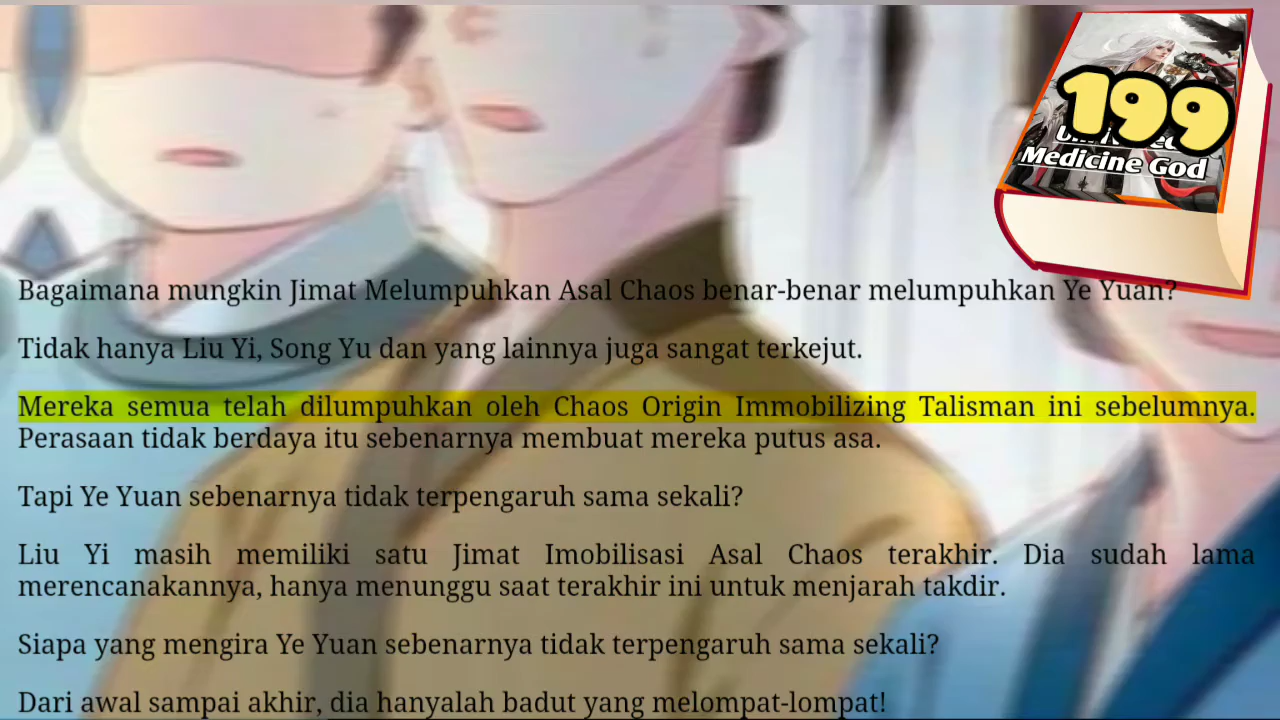 199
Medicine God
Bagaimana mungkin Jimat Melumpuhkan Asal Chaos benar-benar melumpuhkan Ye Yuan?
Tidak hanya Liu Yi, Song Yu dan yang lainnya juga sangat terkejut.
Mereka semua telah dilumpuhkan oleh Chaos Origin Immobilizing Talisman ini sebelumnya.
Perasaan tidak berdaya itu sebenarnya membuat mereka putus asa.
Tapi Ye Yuan sebenarnya tidak terpengaruh sama sekali?
Liu Yi masih memiliki satu Jimat Imobilisasi Asal Chaos terakhir. Dia sudah lama
merencanakannya, hanya menunggu saat terakhir ini untuk menjarah takdir.
Siapa yang mengira Ye Yuan sebenarnya tidak terpengaruh sama sekali?
Dari awal sampai akhir, dia hanyalah badut yang melompat-lompat!